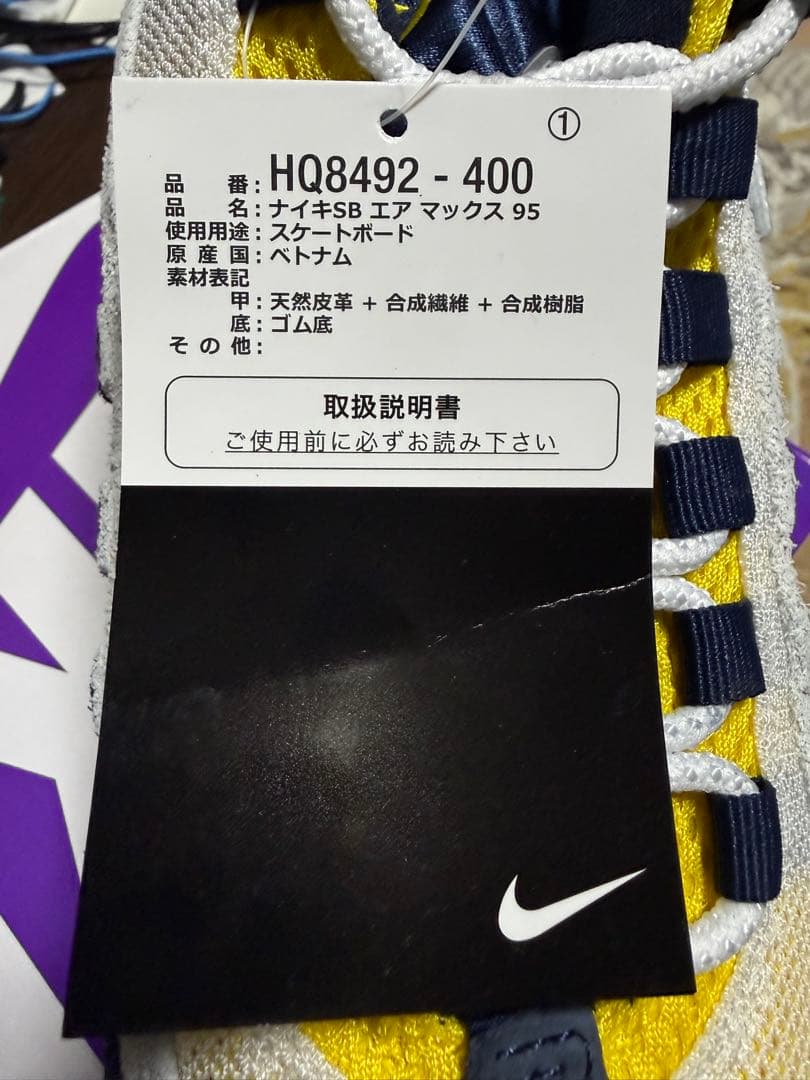 ①
品番：HQ8492 - 400
品名：ナイキSB エア マックス 95
使用用途：スケートボード
原産国：ベトナム
素材表記
甲：天然皮革 + 合成繊維 + 合成樹脂
底：ゴム底
その他：
取扱説明書
ご使用前に必ずお読み下さい